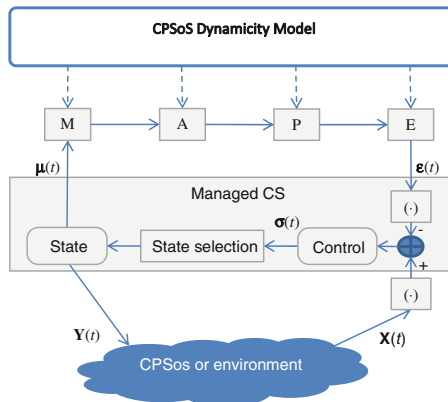 CPSoS Dynamicity Model
M A P E
μ(t) ε(t)
Managed CS
(·)
-
σ(t)
State State selection Control
+
(·)
Y(t) X(t)
CPSos or environment